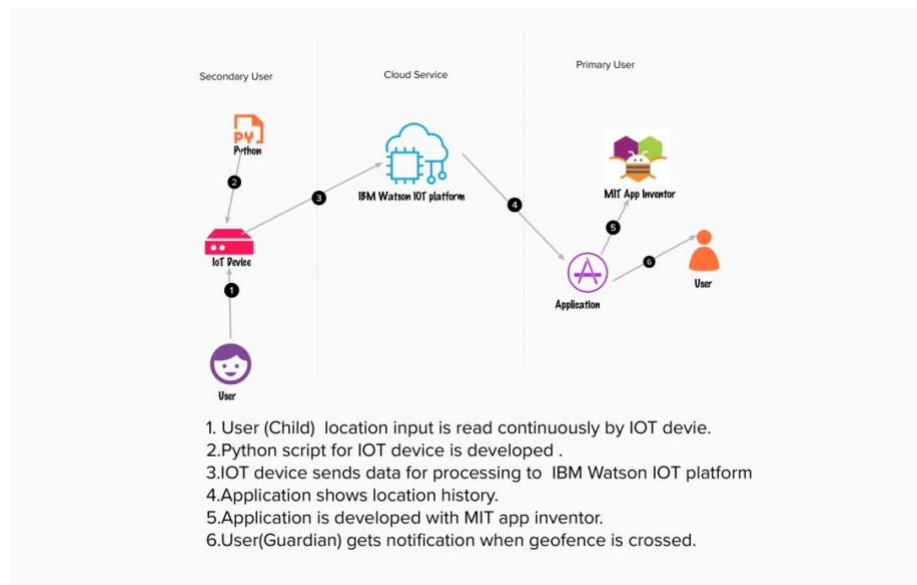 Secondary User
Cloud Service
Primary User
PY
Python
2
3
IBM Watson IOT platform
4
MIT App Inventor
IoT Device
5
6
1
User
Application
User
1. User (Child) location input is read continuously by IOT devie.
2.Python script for IOT device is developed .
3.IOT device sends data for processing to IBM Watson IOT platform
4.Application shows location history.
5.Application is developed with MIT app inventor.
6.User(Guardian) gets notification when geofence is crossed.